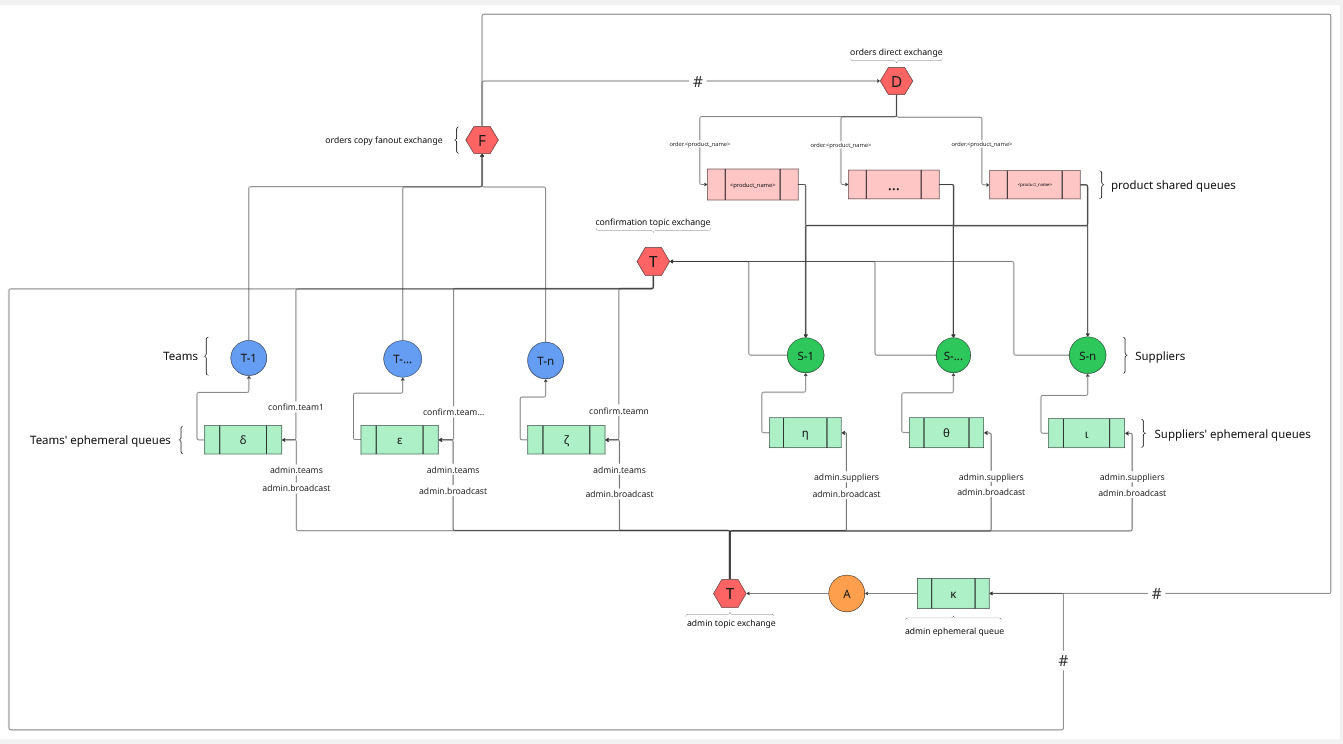 orders direct exchange
#
D
orders copy fanout exchange
F
order.<product_name>
order.<product_name>
order.<product_name>
<product_name>
...
<product_name>
product shared queues
confirmation topic exchange
T
Teams
T-1
T-...
T-n
S-1
S-...
S-n
Suppliers
confirm.team1
confirm.team...
confirm.teamn
Teams' ephemeral queues
δ
ε
ζ
η
θ
ι
Suppliers' ephemeral queues
admin.teams
admin.broadcast
admin.teams
admin.broadcast
admin.teams
admin.broadcast
admin.suppliers
admin.broadcast
admin.suppliers
admin.broadcast
admin.suppliers
admin.broadcast
T
A
κ
#
admin topic exchange
admin ephemeral queue
#